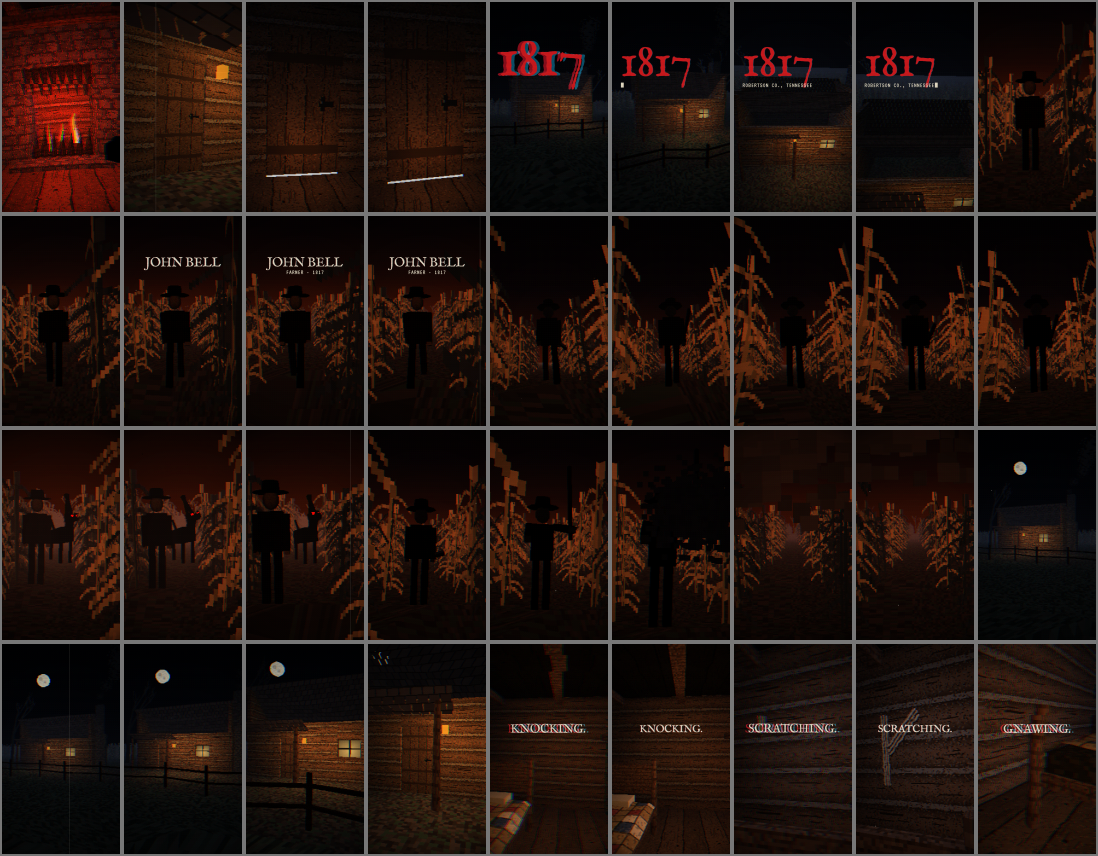 1817
1817
1817
ROBERTSON CO., TENNESSEE
1817
ROBERTSON CO., TENNESSEE
JOHN BELL
JOHN BELL
FARMER - 1817
JOHN BELL
FARMER - 1817
KNOCKING.
KNOCKING.
SCRATCHING.
SCRATCHING.
GNAWING.